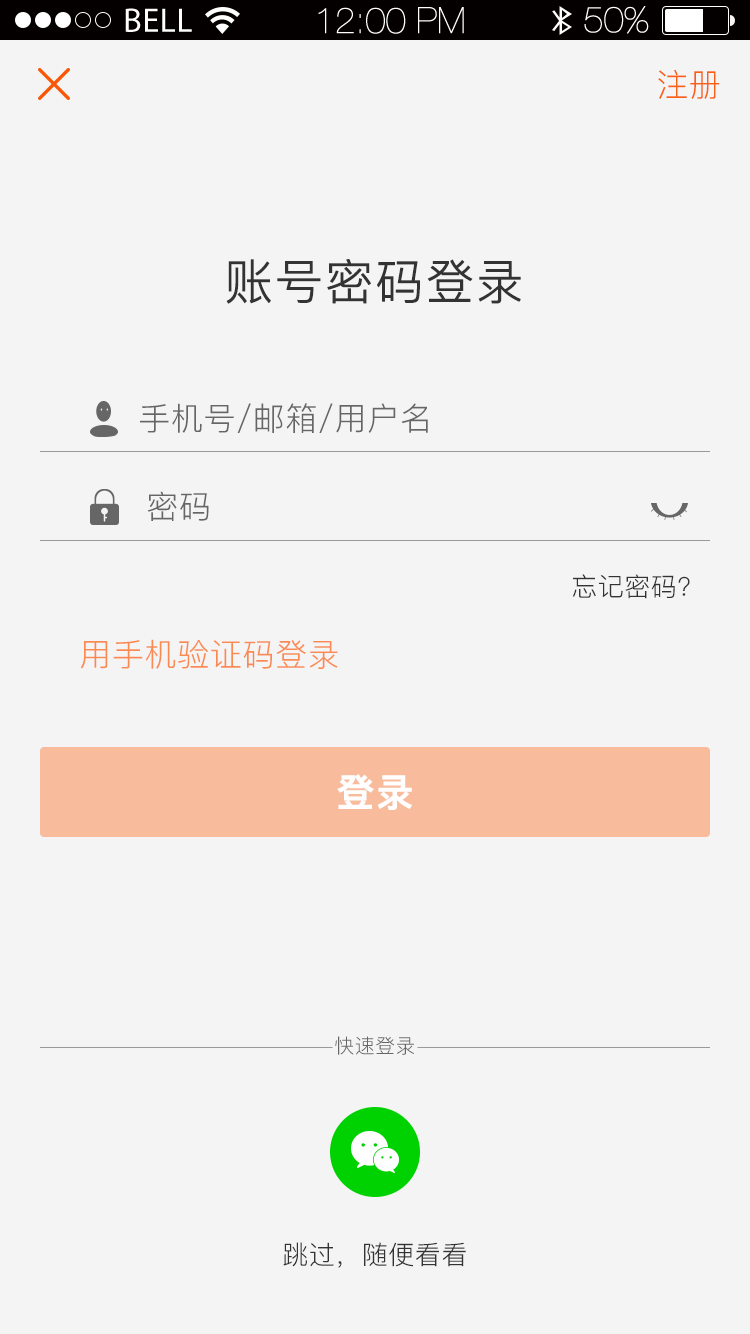 BELL 12:00 PM 50%
注册
账号密码登录
手机号/邮箱/用户名
密码
忘记密码?
用手机验证码登录
登录
快速登录
跳过，随便看看